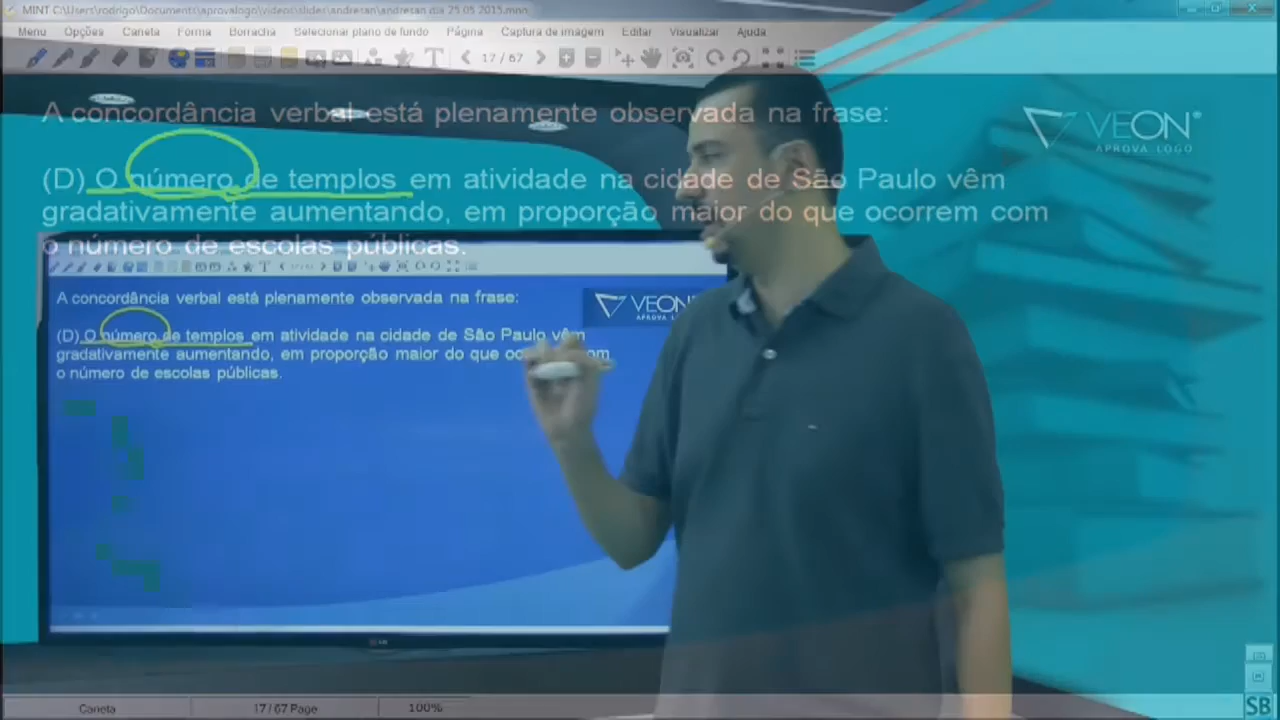 MINT C:\Users\rodrigo\Documents\aprovalogo\videos\slides\andresan\andresan dia 25 05 2015.mnn
Menu Opções Caneta Forma Borracha Selecionar plano de fundo Página Captura de imagem Editar Visualizar Ajuda
17 / 67
A concordância verbal está plenamente observada na frase:
VEON®
APROVA LOGO
(D) O número de templos em atividade na cidade de São Paulo vêm
gradativamente aumentando, em proporção maior do que ocorrem com
o número de escolas públicas.
A concordância verbal está plenamente observada na frase:
VEON
APROVA
(D) O número de templos em atividade na cidade de São Paulo vêm
gradativamente aumentando, em proporção maior do que
o número de escolas públicas.
Caneta 17 / 67 Page 100%
SB